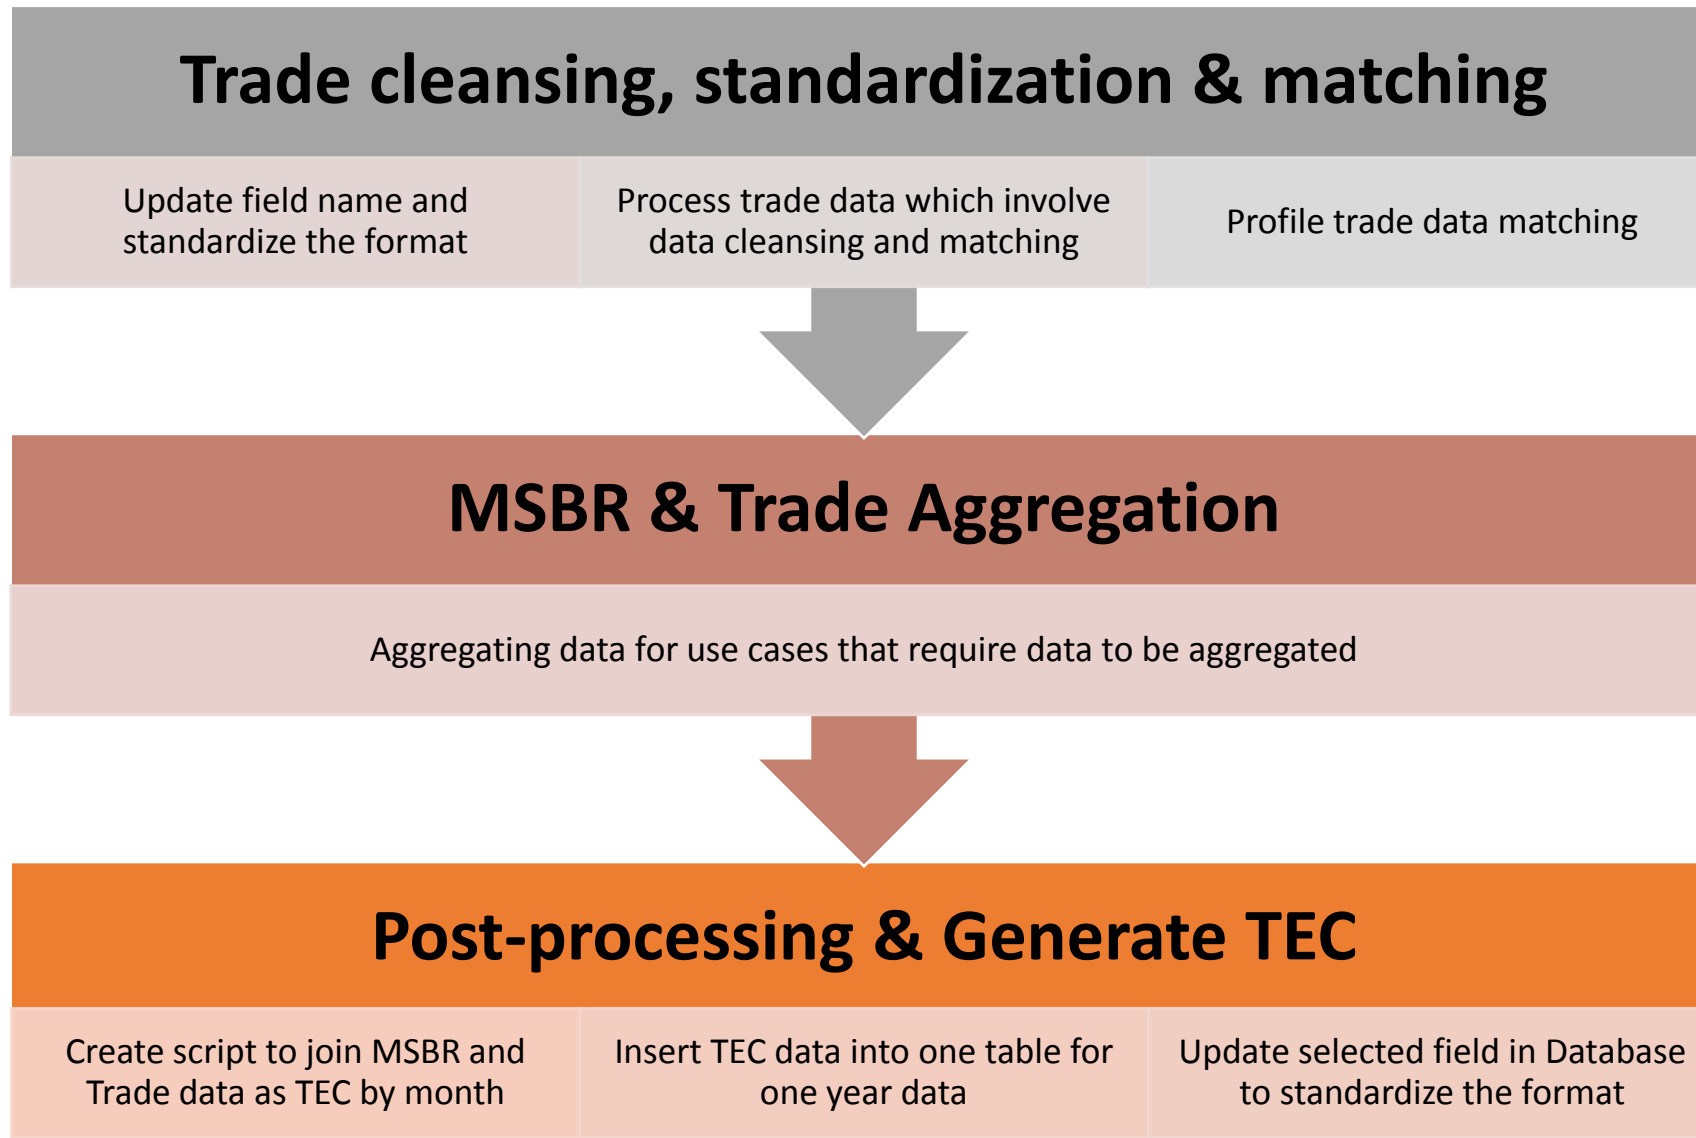 Trade cleansing, standardization & matching
Update field name and
standardize the format
Process trade data which involve
data cleansing and matching
Profile trade data matching
MSBR & Trade Aggregation
Aggregating data for use cases that require data to be aggregated
Post-processing & Generate TEC
Create script to join MSBR and
Trade data as TEC by month
Insert TEC data into one table for
one year data
Update selected field in Database
to standardize the format